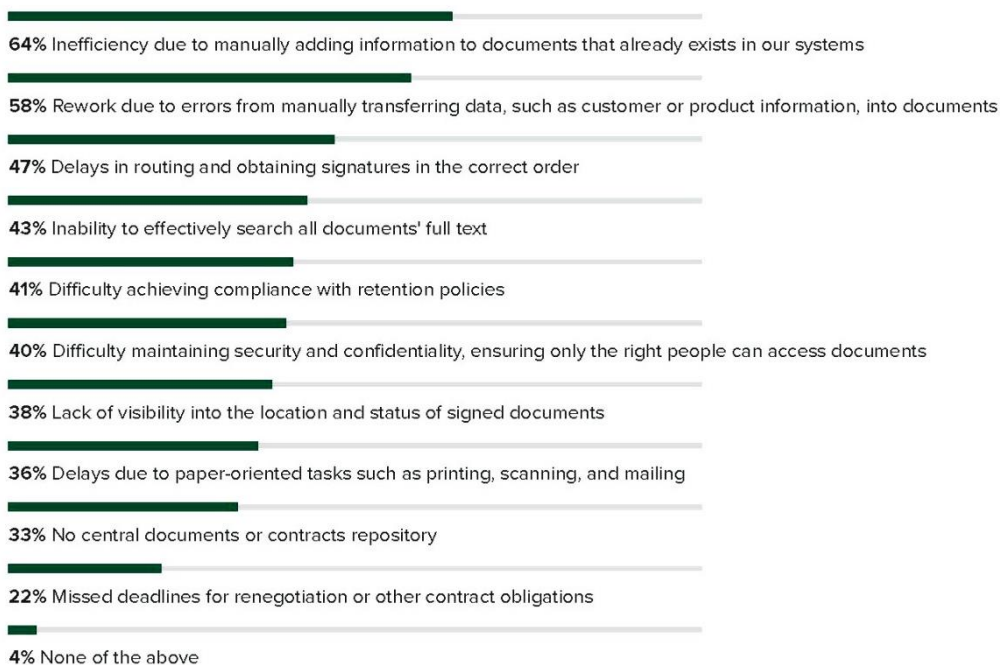 64% Inefficiency due to manually adding information to documents that already exists in our systems
58% Rework due to errors from manually transferring data, such as customer or product information, into documents
47% Delays in routing and obtaining signatures in the correct order
43% Inability to effectively search all documents' full text
41% Difficulty achieving compliance with retention policies
40% Difficulty maintaining security and confidentiality, ensuring only the right people can access documents
38% Lack of visibility into the location and status of signed documents
36% Delays due to paper-oriented tasks such as printing, scanning, and mailing
33% No central documents or contracts repository
22% Missed deadlines for renegotiation or other contract obligations
4% None of the above